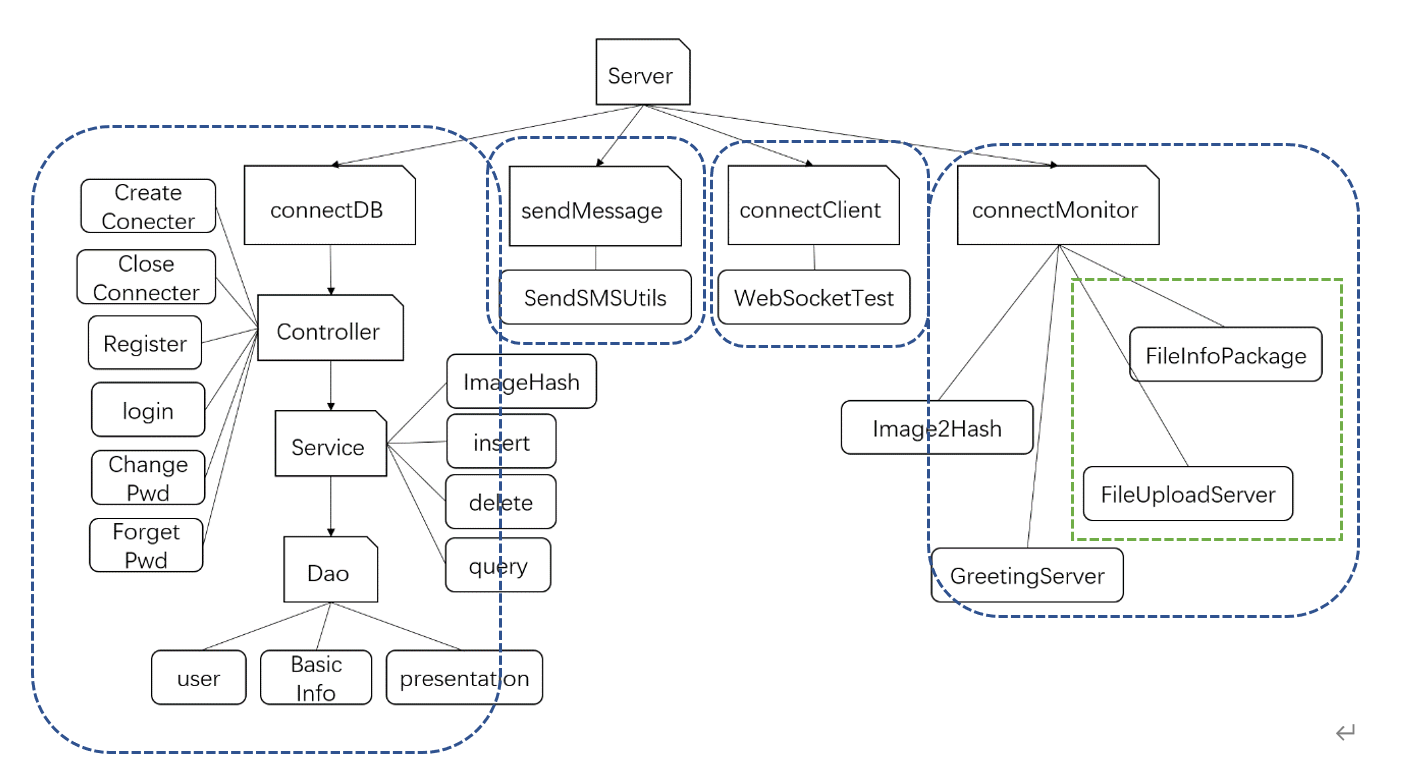 Server
connectDB
sendMessage
connectClient
connectMonitor
Create
Conecter
Close
Connecter
Register
login
Change
Pwd
Forget
Pwd
Controller
Service
Dao
ImageHash
insert
delete
query
user
Basic
Info
presentation
SendSMSUtils
WebSocketTest
FileInfoPackage
Image2Hash
FileUploadServer
GreetingServer